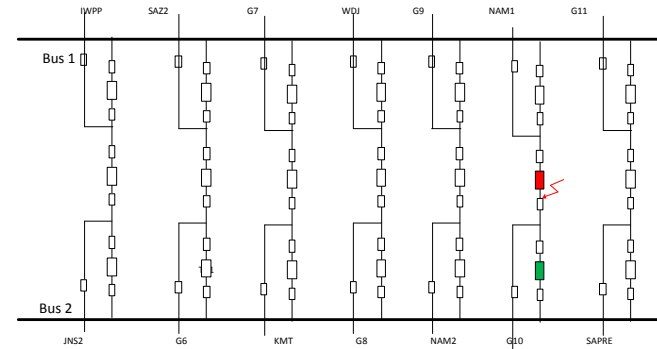 IWPP SAZ2 G7 WDJ G9 NAM1 G11
Bus 1
Bus 2
JNS2 G6 KMT G8 NAM2 G10 SAPRE